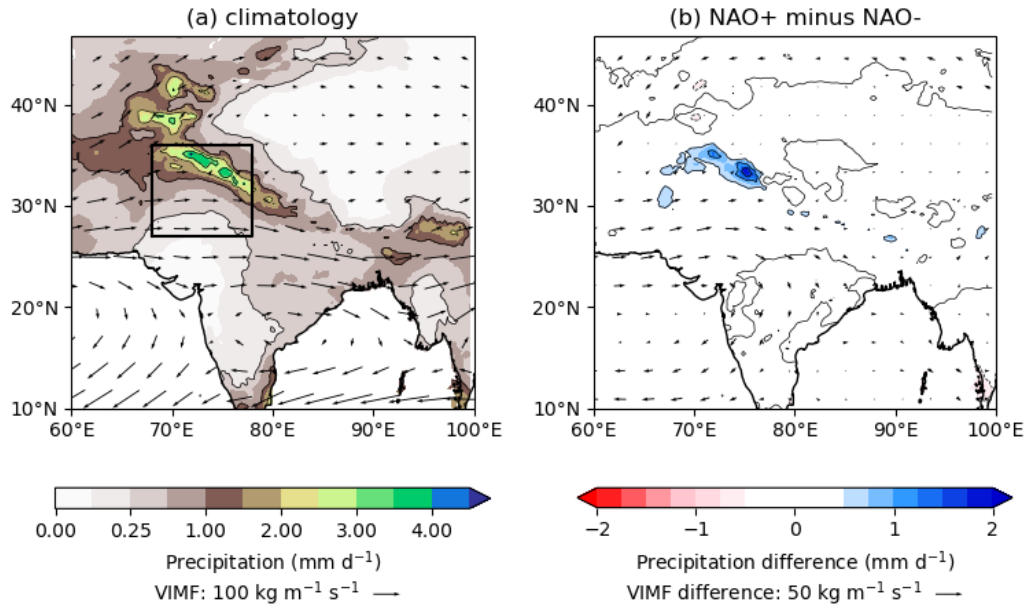 (a) climatology
(b) NAO+ minus NAO-
40°N
30°N
20°N
10°N
60°E 70°E 80°E 90°E 100°E
40°N
30°N
20°N
10°N
60°E 70°E 80°E 90°E 100°E
0.00 0.25 1.00 2.00 3.00 4.00
Precipitation (mm d⁻¹)
VIMF: 100 kg m⁻¹ s⁻¹
−2 −1 0 1 2
Precipitation difference (mm d⁻¹)
VIMF difference: 50 kg m⁻¹ s⁻¹